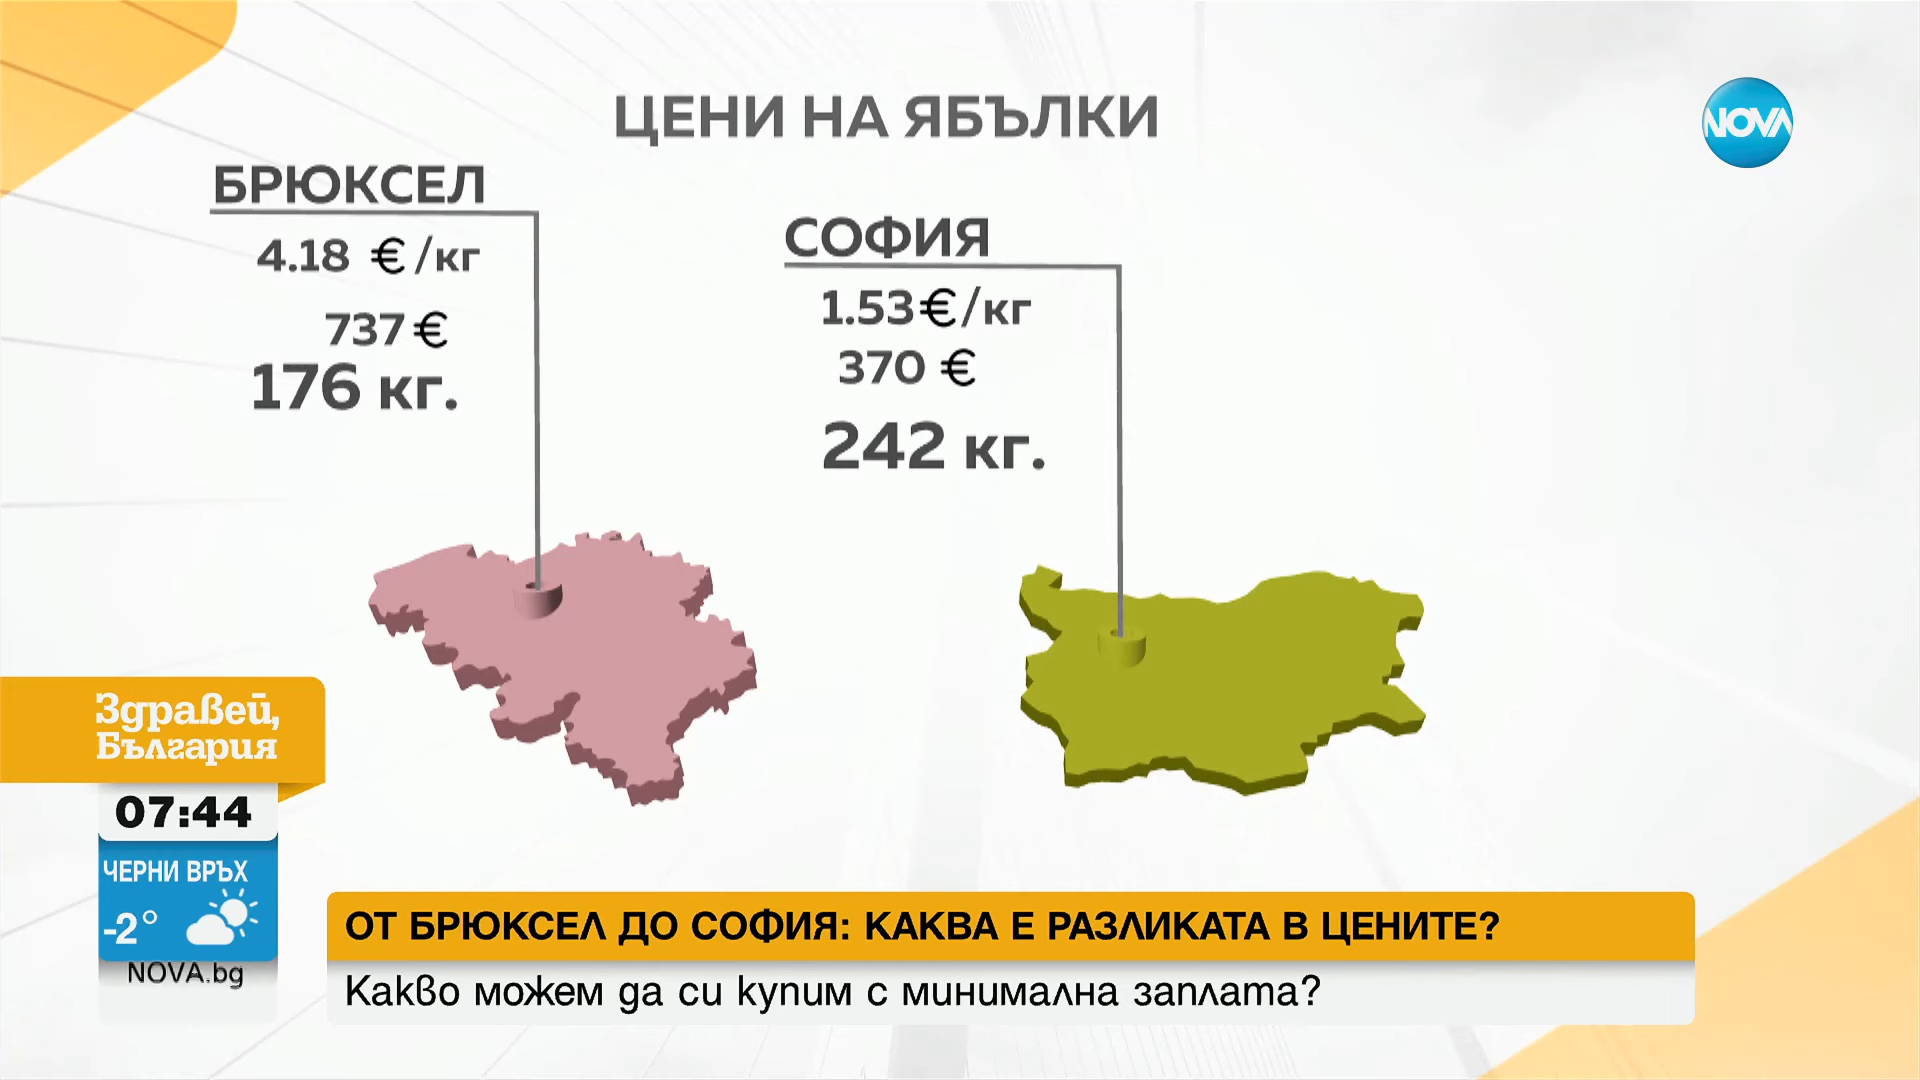 ЦЕНИ НА ЯБЪЛКИ
NOVA
БРЮКСЕЛ
4.18 €/кг
737 €
176 кг.
СОФИЯ
1.53 €/кг
370 €
242 кг.
Здравей,
България
07:44
ЧЕРНИ ВРЪХ
-2°
NOVA.bg
ОТ БРЮКСЕЛ ДО СОФИЯ: КАКВА Е РАЗЛИКАТА В ЦЕНИТЕ?
Какво можем да си купим с минимална заплата?